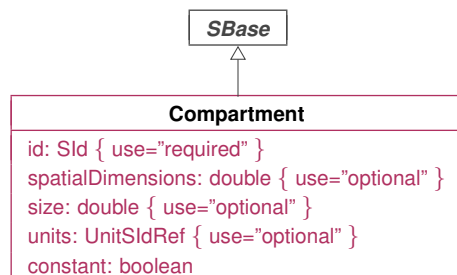 SBase
Compartment
id: SId { use=”required” }
spatialDimensions: double { use=”optional” }
size: double { use=”optional” }
units: UnitSIdRef { use=”optional” }
constant: boolean